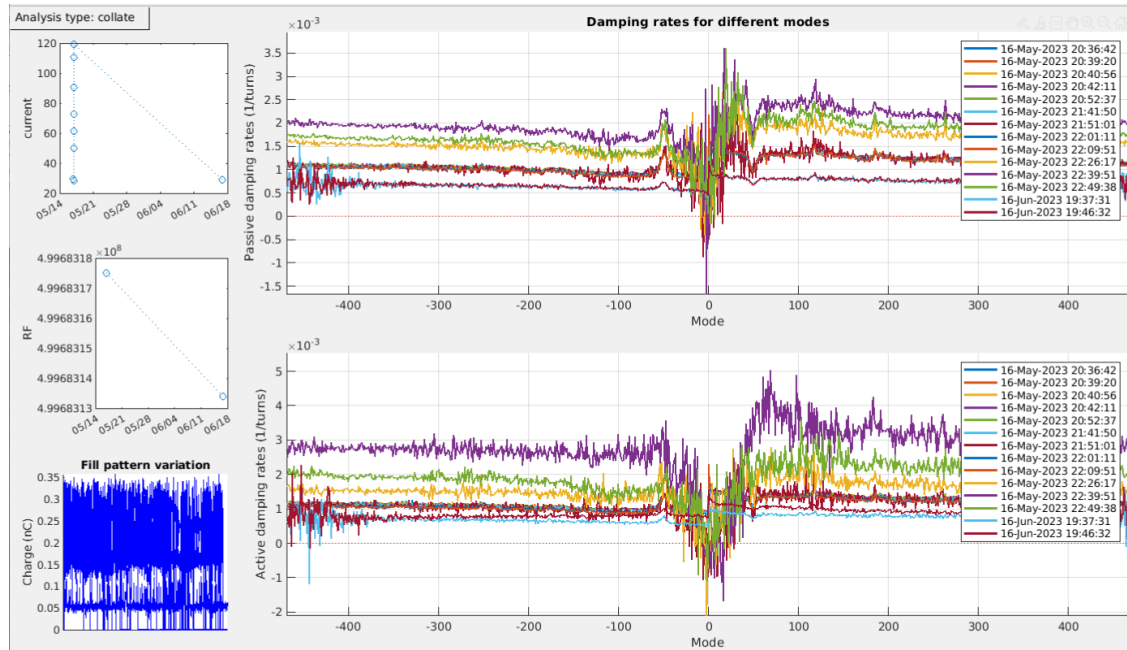 Analysis type: collate
120
100
80
60
40
20
current
05/14
05/21
05/28
06/04
06/11
06/18
×10⁸
4.9968318
4.9968317
4.9968316
4.9968315
4.9968314
4.9968313
RF
05/14
05/21
05/28
06/04
06/11
06/18
Fill pattern variation
0.35
0.3
0.25
0.2
0.15
0.1
0.05
0
Charge (nC)
Damping rates for different modes
×10⁻³
3.5
3
2.5
2
1.5
1
0.5
0
-0.5
-1
-1.5
Passive damping rates (1/turns)
-400
-300
-200
-100
0
100
200
300
400
Mode
16-May-2023 20:36:42
16-May-2023 20:39:20
16-May-2023 20:40:56
16-May-2023 20:42:11
16-May-2023 20:52:37
16-May-2023 21:41:50
16-May-2023 21:51:01
16-May-2023 22:01:11
16-May-2023 22:09:51
16-May-2023 22:26:17
16-May-2023 22:39:51
16-May-2023 22:49:38
16-Jun-2023 19:37:31
16-Jun-2023 19:46:32
×10⁻³
5
4
3
2
1
0
-1
-2
Active damping rates (1/turns)
-400
-300
-200
-100
0
100
200
300
400
Mode
16-May-2023 20:36:42
16-May-2023 20:39:20
16-May-2023 20:40:56
16-May-2023 20:42:11
16-May-2023 20:52:37
16-May-2023 21:41:50
16-May-2023 21:51:01
16-May-2023 22:01:11
16-May-2023 22:09:51
16-May-2023 22:26:17
16-May-2023 22:39:51
16-May-2023 22:49:38
16-Jun-2023 19:37:31
16-Jun-2023 19:46:32